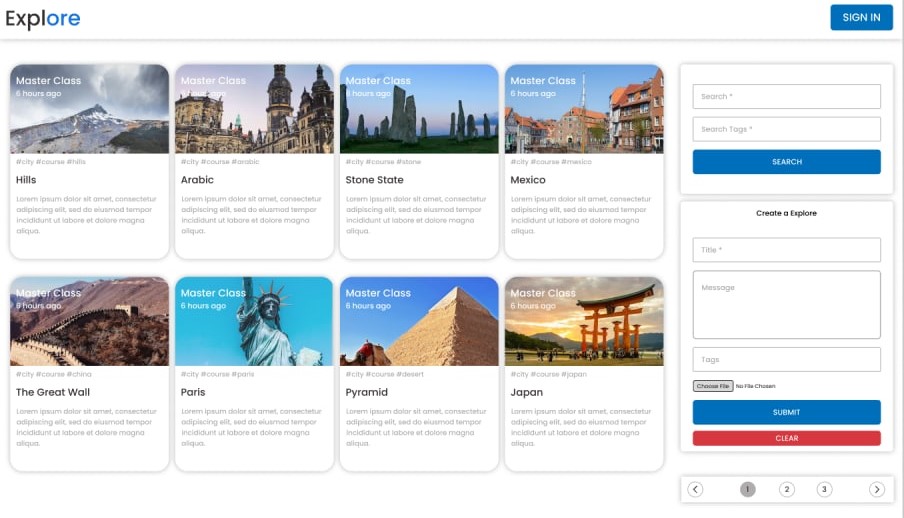 Explore
SIGN IN
Master Class
6 hours ago
#city #course #hills
Hills
Lorem ipsum dolor sit amet, consectetur
adipiscing elit, sed do eiusmod tempor
incididunt ut labore et dolore magna
aliqua.
Master Class
6 hours ago
#city #course #arabic
Arabic
Lorem ipsum dolor sit amet, consectetur
adipiscing elit, sed do eiusmod tempor
incididunt ut labore et dolore magna
aliqua.
Master Class
6 hours ago
#city #course #stone
Stone State
Lorem ipsum dolor sit amet, consectetur
adipiscing elit, sed do eiusmod tempor
incididunt ut labore et dolore magna
aliqua.
Master Class
6 hours ago
#city #course #mexico
Mexico
Lorem ipsum dolor sit amet, consectetur
adipiscing elit, sed do eiusmod tempor
incididunt ut labore et dolore magna
aliqua.
Master Class
6 hours ago
#city #course #china
The Great Wall
Lorem ipsum dolor sit amet, consectetur
adipiscing elit, sed do eiusmod tempor
incididunt ut labore et dolore magna
aliqua.
Master Class
6 hours ago
#city #course #paris
Paris
Lorem ipsum dolor sit amet, consectetur
adipiscing elit, sed do eiusmod tempor
incididunt ut labore et dolore magna
aliqua.
Master Class
6 hours ago
#city #course #desert
Pyramid
Lorem ipsum dolor sit amet, consectetur
adipiscing elit, sed do eiusmod tempor
incididunt ut labore et dolore magna
aliqua.
Master Class
6 hours ago
#city #course #japan
Japan
Lorem ipsum dolor sit amet, consectetur
adipiscing elit, sed do eiusmod tempor
incididunt ut labore et dolore magna
aliqua.
Search *
Search Tags *
SEARCH
Create a Explore
Title *
Message
Tags
Choose File No File Chosen
SUBMIT
CLEAR
1 2 3